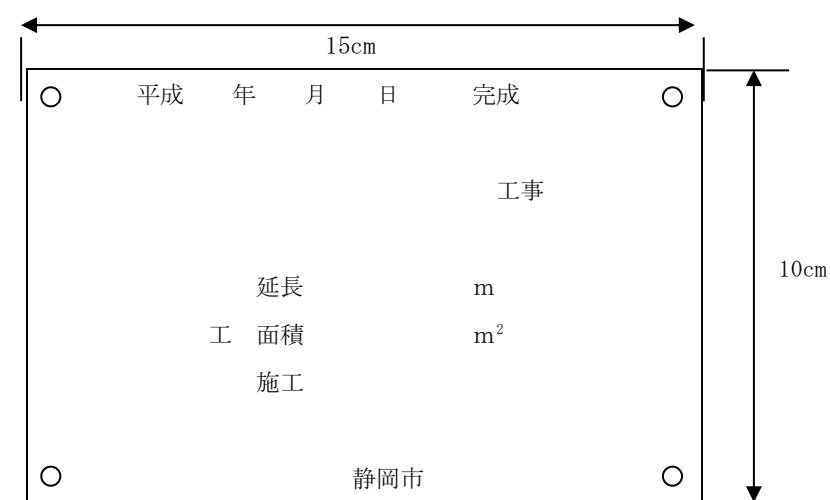 15cm
平成　　年　　月　　日　　　完成
工事
10cm
延長　　　　　　　ｍ
工　面積　　　　　　　ｍ²
施工
静岡市